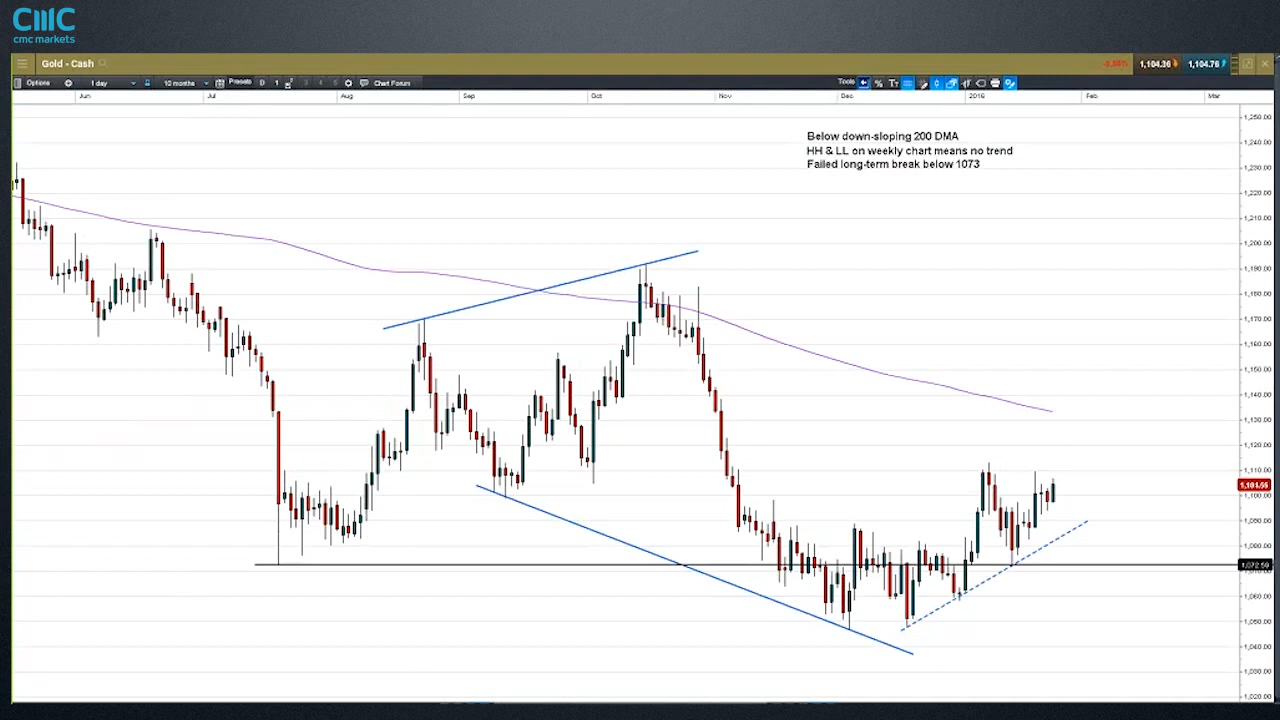 CMC
cmc markets
Gold - Cash
1,104.76
Options
1 day
10 months
Presets
D
1
Chart Forum
Tools
Jun
Jul
Aug
Sep
Oct
Nov
Dec
2016
Feb
Mar
Below down-sloping 200 DMA
HH & LL on weekly chart means no trend
Failed long-term break below 1073
1,250.00
1,240.00
1,230.00
1,220.00
1,210.00
1,200.00
1,190.00
1,180.00
1,170.00
1,160.00
1,150.00
1,140.00
1,130.00
1,120.00
1,110.00
1,100.00
1,090.00
1,080.00
1,060.00
1,050.00
1,040.00
1,030.00
1,020.00